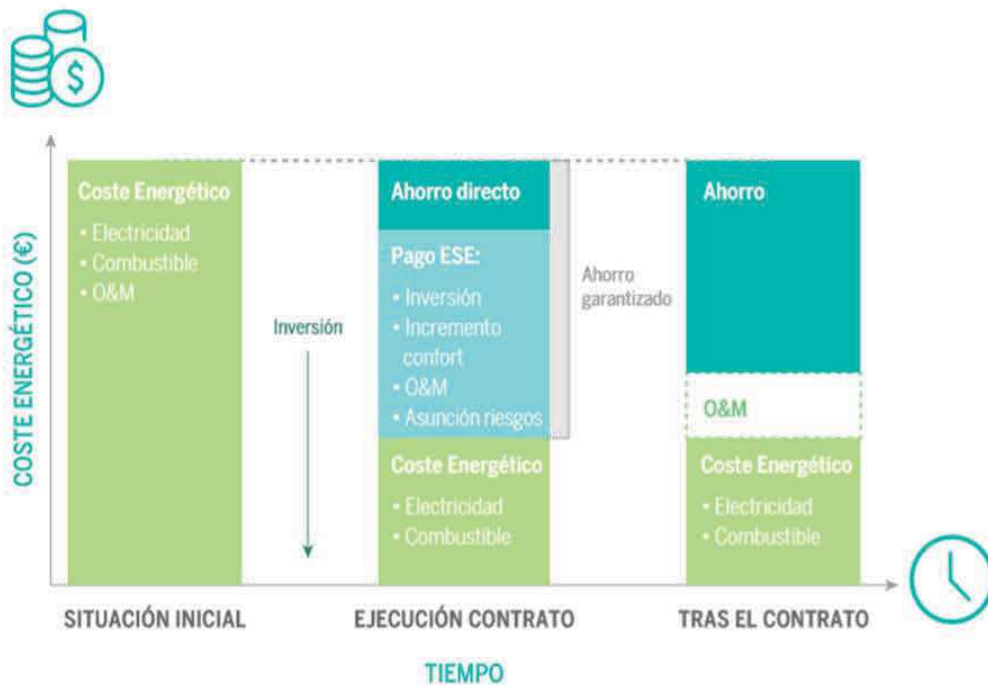 $
COSTE ENERGÉTICO (€)
Coste Energético
• Electricidad
• Combustible
• O&M
Inversión
Ahorro directo
Pago ESE:
• Inversión
• Incremento
confort
• O&M
• Asunción riesgos
Coste Energético
• Electricidad
• Combustible
Ahorro
garantizado
Ahorro
O&M
Coste Energético
• Electricidad
• Combustible
SITUACIÓN INICIAL
EJECUCIÓN CONTRATO
TRAS EL CONTRATO
TIEMPO